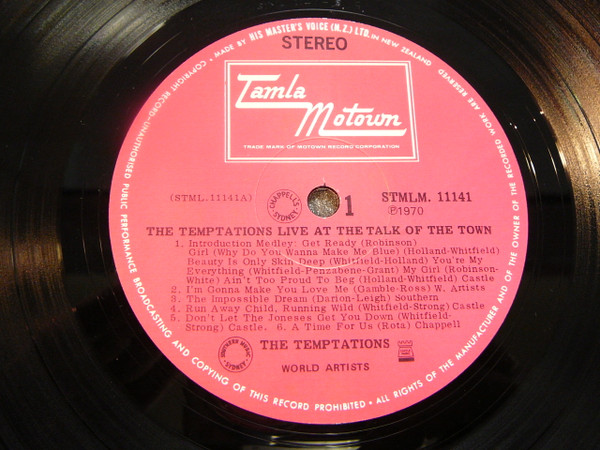 MADE BY HIS MASTER'S VOICE (N.Z.) LTD. IN NEW ZEALAND
STEREO
Tamla
Motown
TRADE MARK OF MOTOWN RECORD CORPORATION
(STML. 11141A)
CHAPPELL'S
SYDNEY
1
STMLM. 11141
℗1970
THE TEMPTATIONS LIVE AT THE TALK OF THE TOWN
1. Introduction Medley: Get Ready (Robinson)
Girl (Why Do You Wanna Make Me Blue) (Holland-Whitfield)
Beauty Is Only Skin Deep (Whitfield-Holland) You're My
Everything (Whitfield-Penzabene-Grant) My Girl (Robinson-
White) Ain't Too Proud To Beg (Holland-Whitfield) Castle
2. I'm Gonna Make You Love Me (Gamble-Ross) W. Artists
3. The Impossible Dream (Darion-Leigh) Southern
4. Run Away Child, Running Wild (Whitfield-Strong) Castle
5. Don't Let The Joneses Get You Down (Whitfield-
Strong) Castle. 6. A Time For Us (Rota) Chappell
SOUTHERN MUSIC
SYDNEY
THE TEMPTATIONS
WORLD ARTISTS
COPYRIGHT RECORD—UNAUTHORISED PUBLIC PERFORMANCE BROADCASTING AND COPYING OF THIS RECORD PROHIBITED • ALL RIGHTS OF THE MANUFACTURER AND OF THE OWNER OF THE RECORDED WORK ARE RESERVED